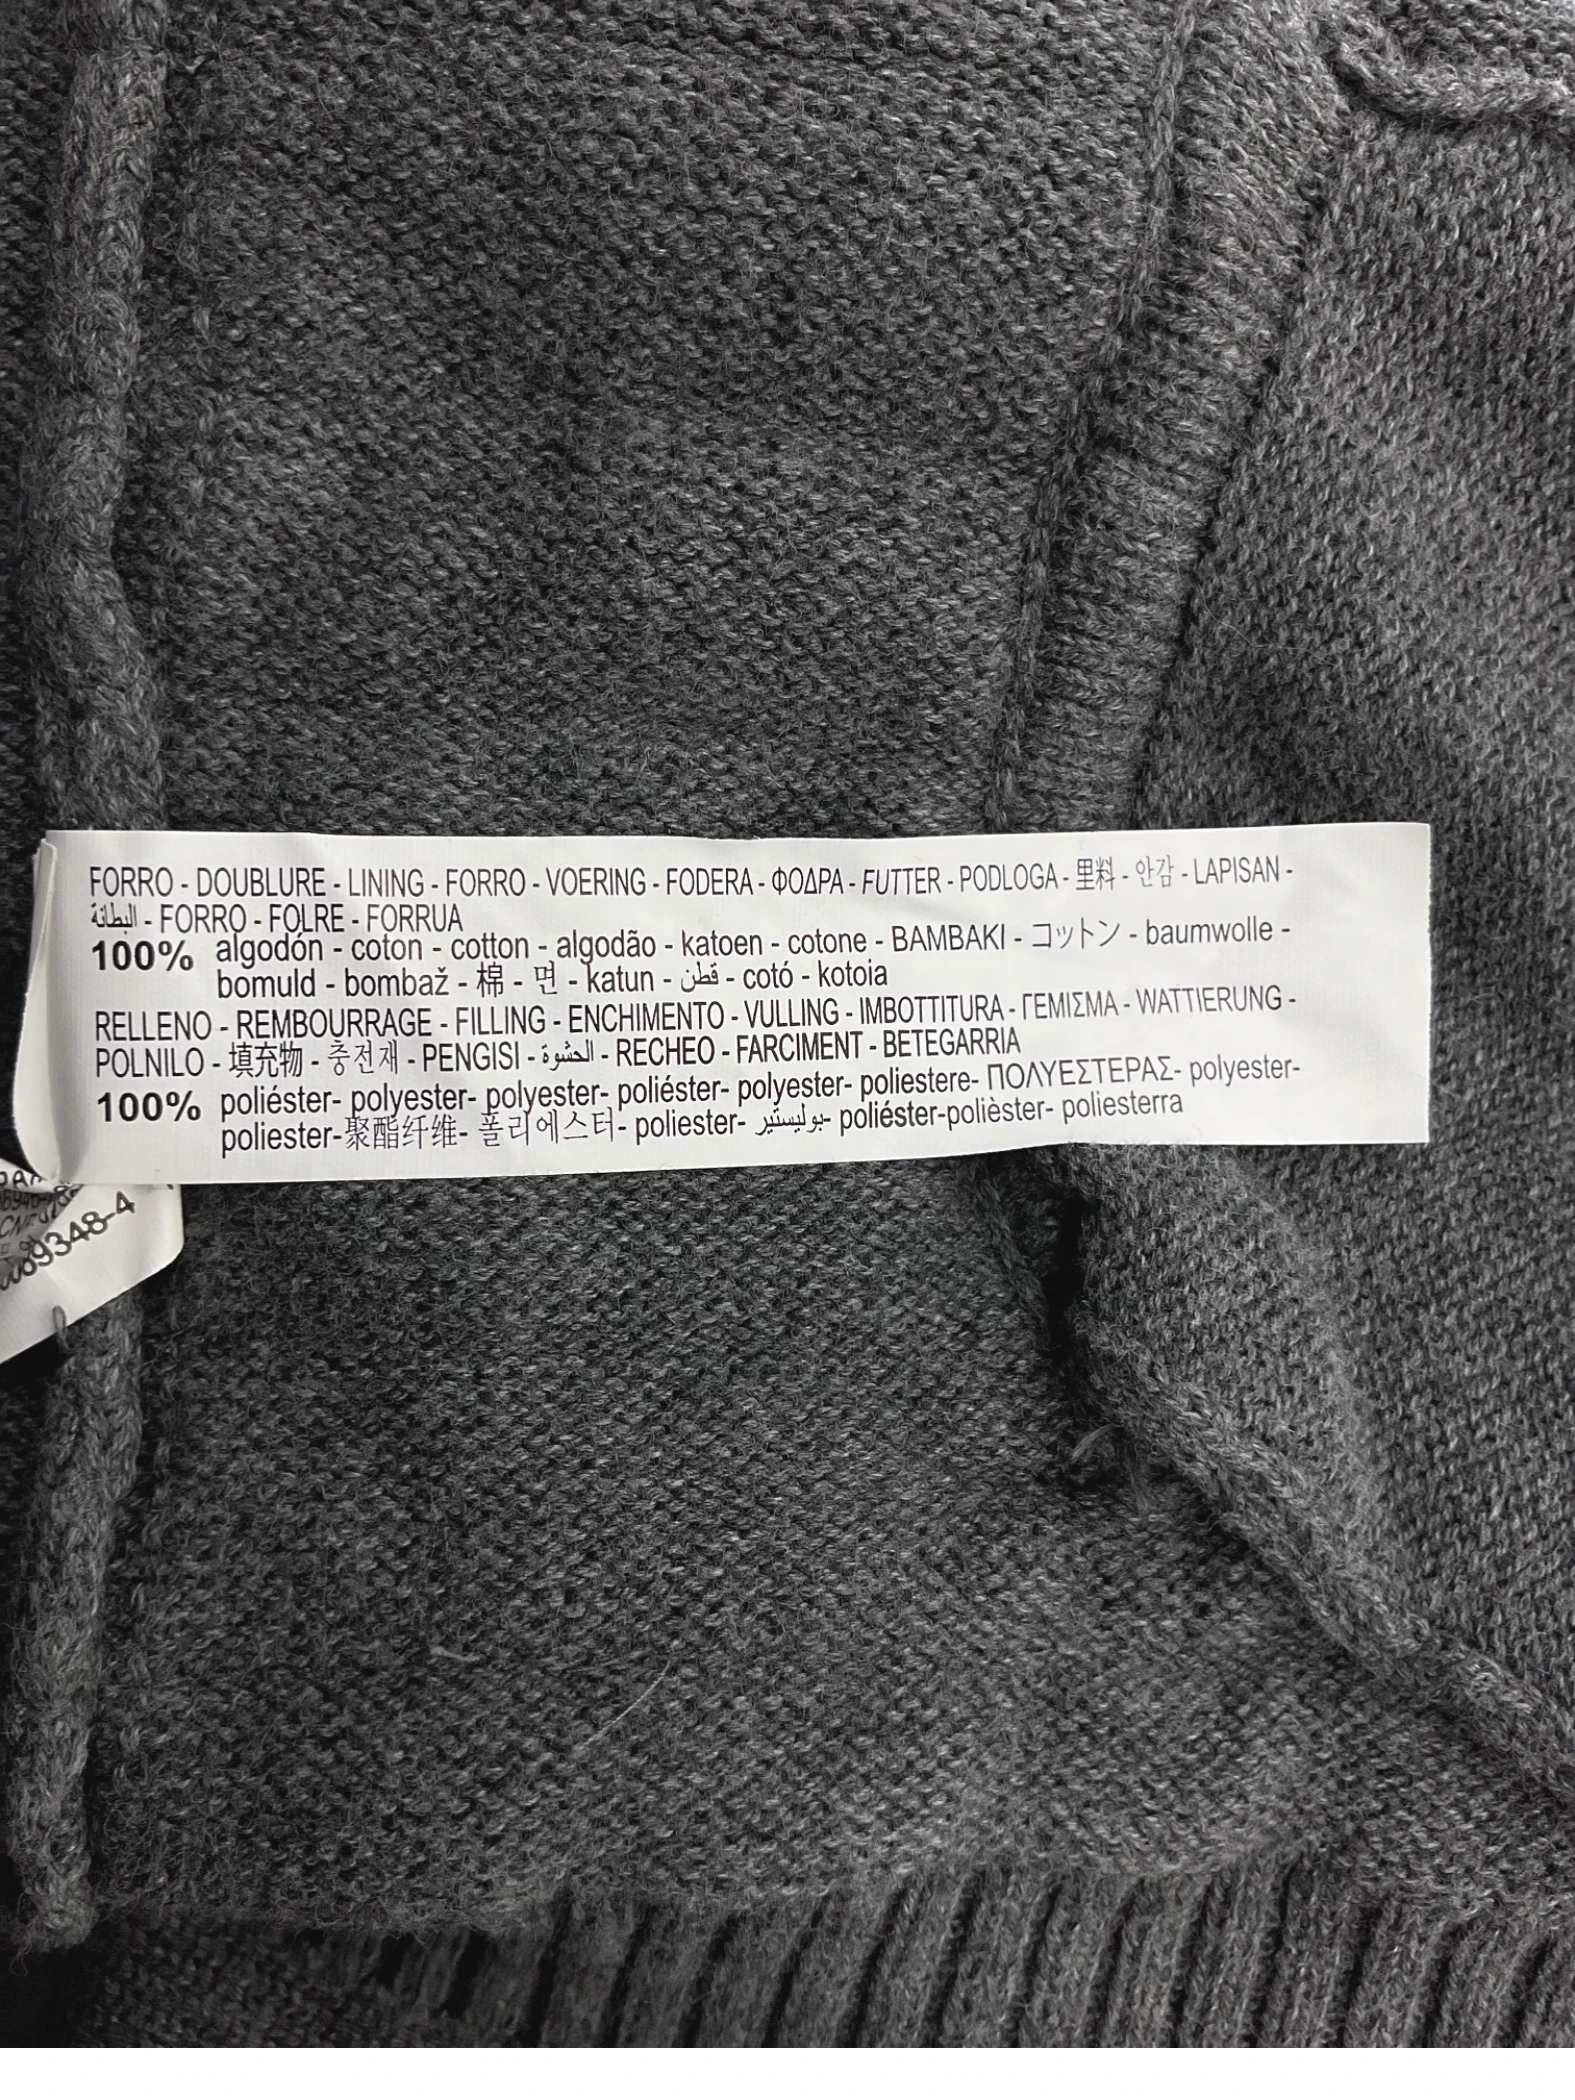 FORRO - DOUBLURE - LINING - FORRO - VOERING - FODERA - ΦΟΔΡΑ - FUTTER - PODLOGA - 里料 - 안감 - LAPISAN -
البطانة - FORRO - FOLRE - FORRUA
100% algodón - coton - cotton - algodão - katoen - cotone - BAMBAKI - コットン - baumwolle -
bomuld - bombaž - 棉 - 면 - katun - قطن - cotó - kotoia
RELLENO - REMBOURRAGE - FILLING - ENCHIMENTO - VULLING - IMBOTTITURA - ΓΕΜΙΣΜΑ - WATTIERUNG -
POLNILO - 填充物 - 충전재 - PENGISI - الحشوة - RECHEO - FARCIMENT - BETEGARRIA
100% poliéster- polyester- polyester- poliéster- polyester- poliestere- ΠΟΛΥΕΣΤΕΡΑΣ- polyester-
poliester-聚酯纤维- 폴리에스터- poliester- بوليستير- poliéster-polièster- poliesterra
89348-4